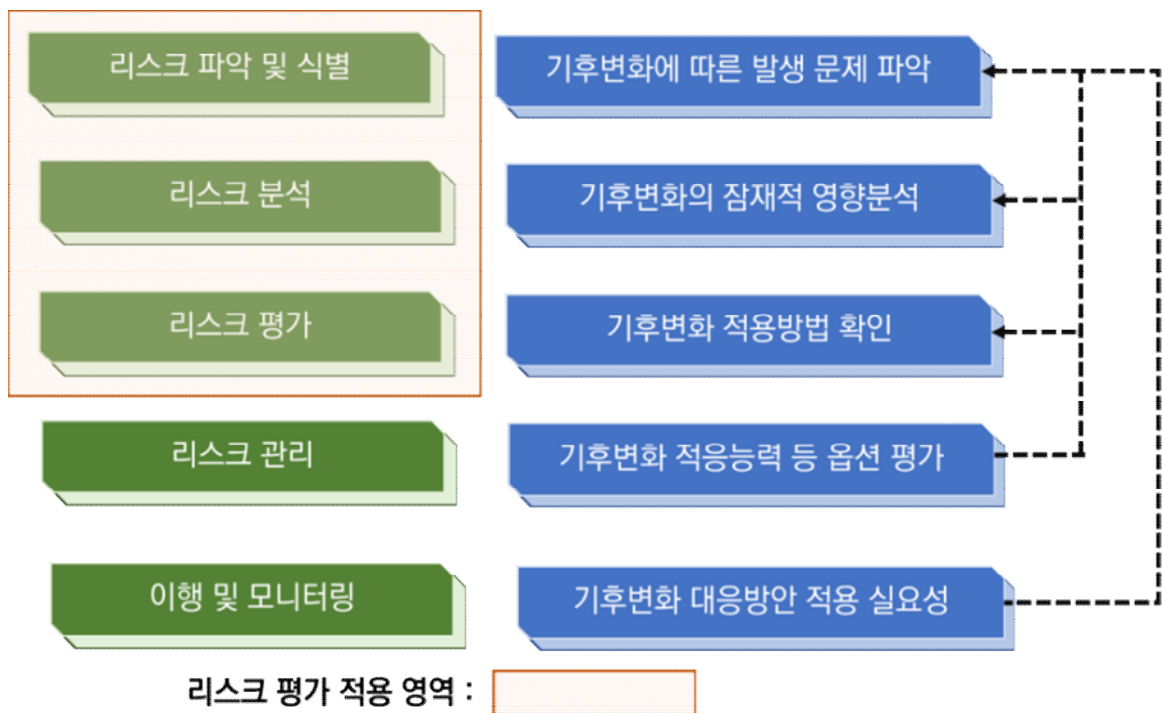 리스크 파악 및 식별
기후변화에 따른 발생 문제 파악
리스크 분석
기후변화의 잠재적 영향분석
리스크 평가
기후변화 적용방법 확인
리스크 관리
기후변화 적응능력 등 옵션 평가
이행 및 모니터링
기후변화 대응방안 적용 실요성
리스크 평가 적용 영역 :